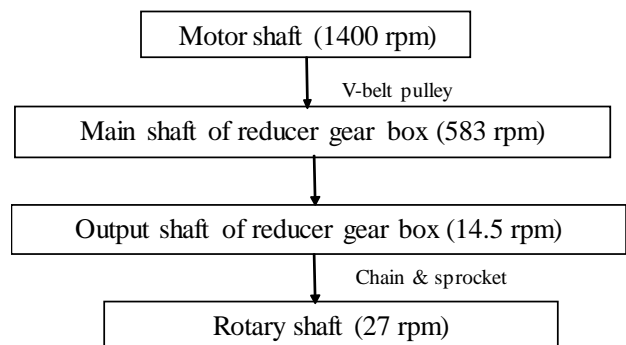 Motor shaft (1400 rpm)
V-belt pulley
Main shaft of reducer gear box (583 rpm)
Output shaft of reducer gear box (14.5 rpm)
Chain & sprocket
Rotary shaft (27 rpm)